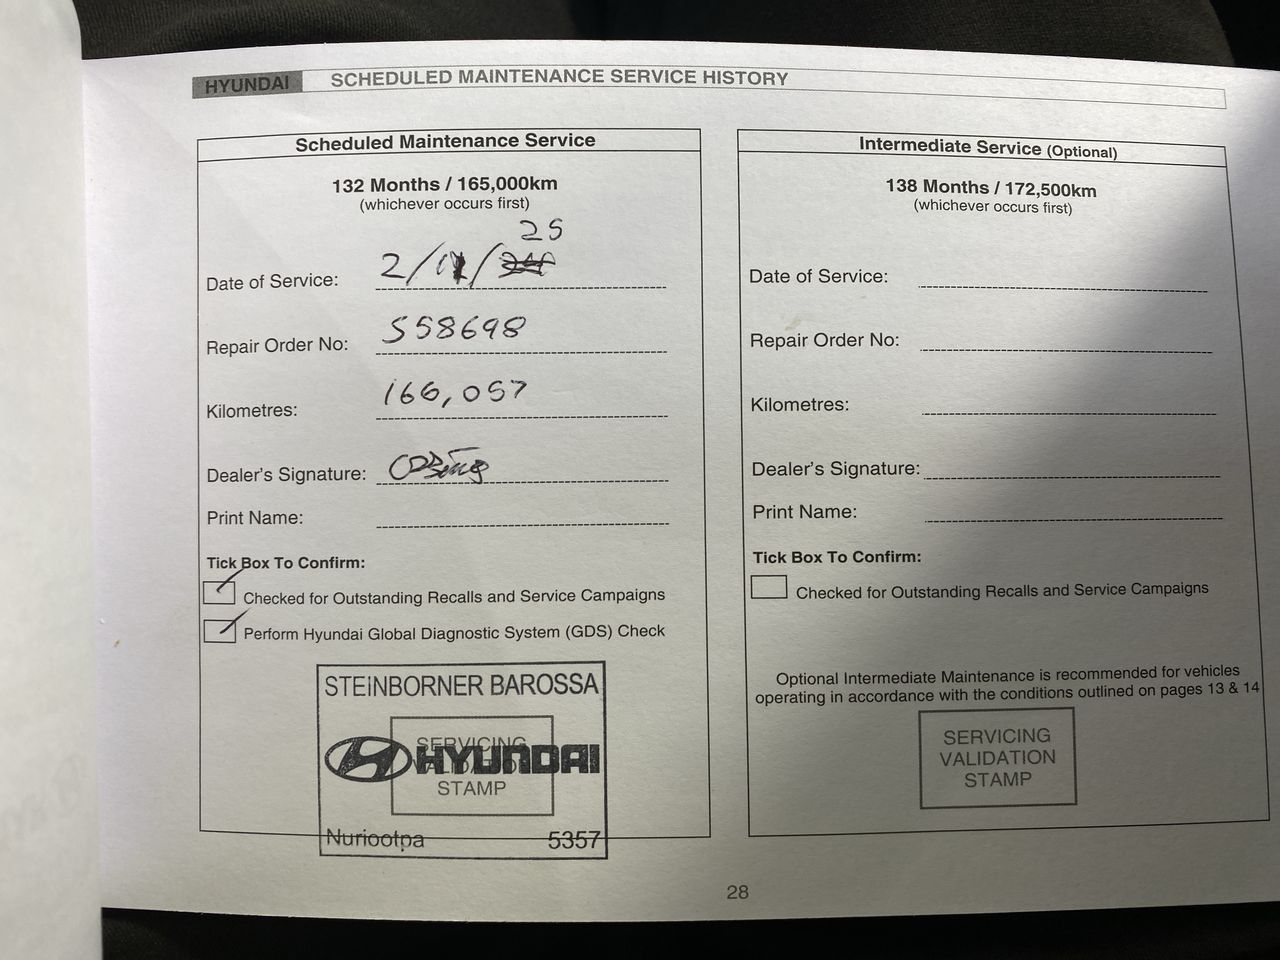 HYUNDAI SCHEDULED MAINTENANCE SERVICE HISTORY
Scheduled Maintenance Service
132 Months / 165,000km
(whichever occurs first)
25
Date of Service: 2/11/
Repair Order No: 558698
Kilometres: 166,057
Dealer's Signature:
Print Name:
Tick Box To Confirm:
Checked for Outstanding Recalls and Service Campaigns
Perform Hyundai Global Diagnostic System (GDS) Check
STEINBORNER BAROSSA
SERVICING
VALIDATION
STAMP
HYUNDAI
Nuriootpa 5357
Intermediate Service (Optional)
138 Months / 172,500km
(whichever occurs first)
Date of Service:
Repair Order No:
Kilometres:
Dealer's Signature:
Print Name:
Tick Box To Confirm:
Checked for Outstanding Recalls and Service Campaigns
Optional Intermediate Maintenance is recommended for vehicles
operating in accordance with the conditions outlined on pages 13 & 14
SERVICING
VALIDATION
STAMP
28